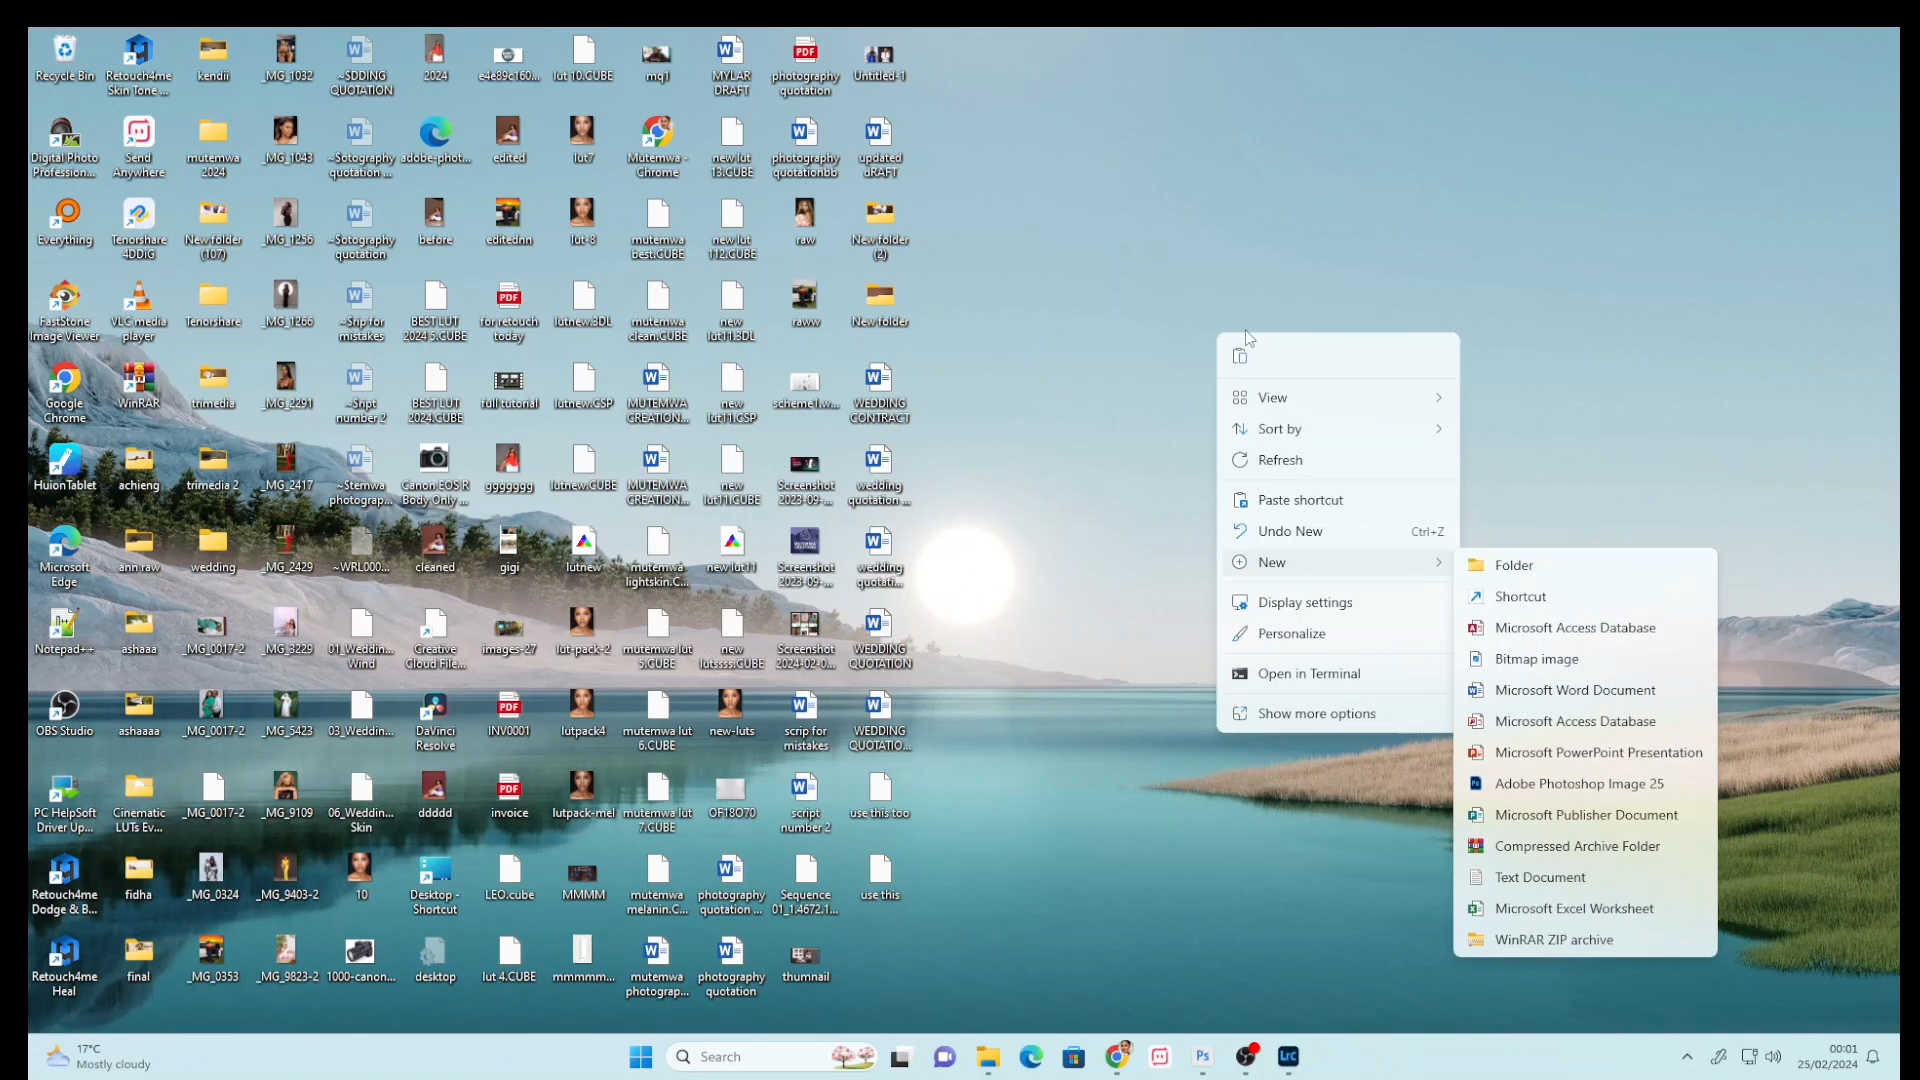 Recycle Bin
Retouch4me
Skin Tone ...
kendii
_MG_1032
~$DDING
QUOTATION
2024
e4e89c160...
lut 10.CUBE
mq1
MYLAR
DRAFT
photography
quotation
Untitled-1
Digital Photo
Profession...
Send
Anywhere
mutemwa
2024
_MG_1043
~$otography
quotation ...
adobe-phot...
edited
lut7
Mutemwa -
Chrome
new lut
13.CUBE
photography
quotationbb
updated
dRAFT
Everything
Tenorshare
4DDiG
New folder
(107)
_MG_1256
~$otography
quotation
before
editednn
lut-8
mutemwa
best.CUBE
new lut
112.CUBE
raw
New folder
(2)
FastStone
Image Viewer
VLC media
player
Tenorshare
_MG_1266
~$rip for
mistakes
BEST LUT
2024 5.CUBE
for retouch
today
lutnew.3DL
mutemwa
clean.CUBE
new
lut11.3DL
raww
New folder
Google
Chrome
WinRAR
trimedia
_MG_2291
~$ript
number 2
BEST LUT
2024.CUBE
full tutorial
lutnew.CSP
MUTEMWA
CREATION...
new
lut11.CSP
scheme1.w...
WEDDING
CONTRACT
HuionTablet
achieng
trimedia 2
_MG_2417
~$temwa
photograp...
Canon EOS R
Body Only ...
ggggggg
lutnew.CUBE
MUTEMWA
CREATION...
new
lut11.CUBE
Screenshot
2023-09-...
wedding
quotation ...
Microsoft
Edge
ann raw
wedding
_MG_2429
~WRL000...
cleaned
gigi
lutnew
mutemwa
lightskin.C...
new lut11
Screenshot
2023-09-...
wedding
quotati...
Notepad++
ashaaa
_MG_0017-2
_MG_3229
01_Weddin...
Wind
Creative
Cloud File...
images-27
lut-pack-2
mutemwa lut
5.CUBE
new
lutssss.CUBE
Screenshot
2024-02-0...
WEDDING
QUOTATION
OBS Studio
ashaaaa
_MG_0017-2
_MG_5423
03_Weddin...
DaVinci
Resolve
INV0001
lutpack4
mutemwa lut
6.CUBE
new-luts
scrip for
mistakes
WEDDING
QUOTATIO...
PC HelpSoft
Driver Up...
Cinematic
LUTs Ev...
_MG_0017-2
_MG_9109
06_Weddin...
Skin
ddddd
invoice
lutpack-mel
mutemwa lut
7.CUBE
OF18O70
script
number 2
use this too
Retouch4me
Dodge & B...
fidha
_MG_0324
_MG_9403-2
10
Desktop -
Shortcut
LEO.cube
MMMM
mutemwa
melanin.C...
photography
quotation ...
Sequence
01_1.4672.1...
use this
Retouch4me
Heal
final
_MG_0353
_MG_9823-2
1000-canon...
desktop
lut 4.CUBE
mmmmm...
mutemwa
photograp...
photography
quotation
thumnail
View
Sort by
Refresh
Paste shortcut
Undo New Ctrl+Z
New
Display settings
Personalize
Open in Terminal
Show more options
Folder
Shortcut
Microsoft Access Database
Bitmap image
Microsoft Word Document
Microsoft Access Database
Microsoft PowerPoint Presentation
Adobe Photoshop Image 25
Microsoft Publisher Document
Compressed Archive Folder
Text Document
Microsoft Excel Worksheet
WinRAR ZIP archive
17°C
Mostly cloudy
Search
Ps
Lrc
00:01
25/02/2024